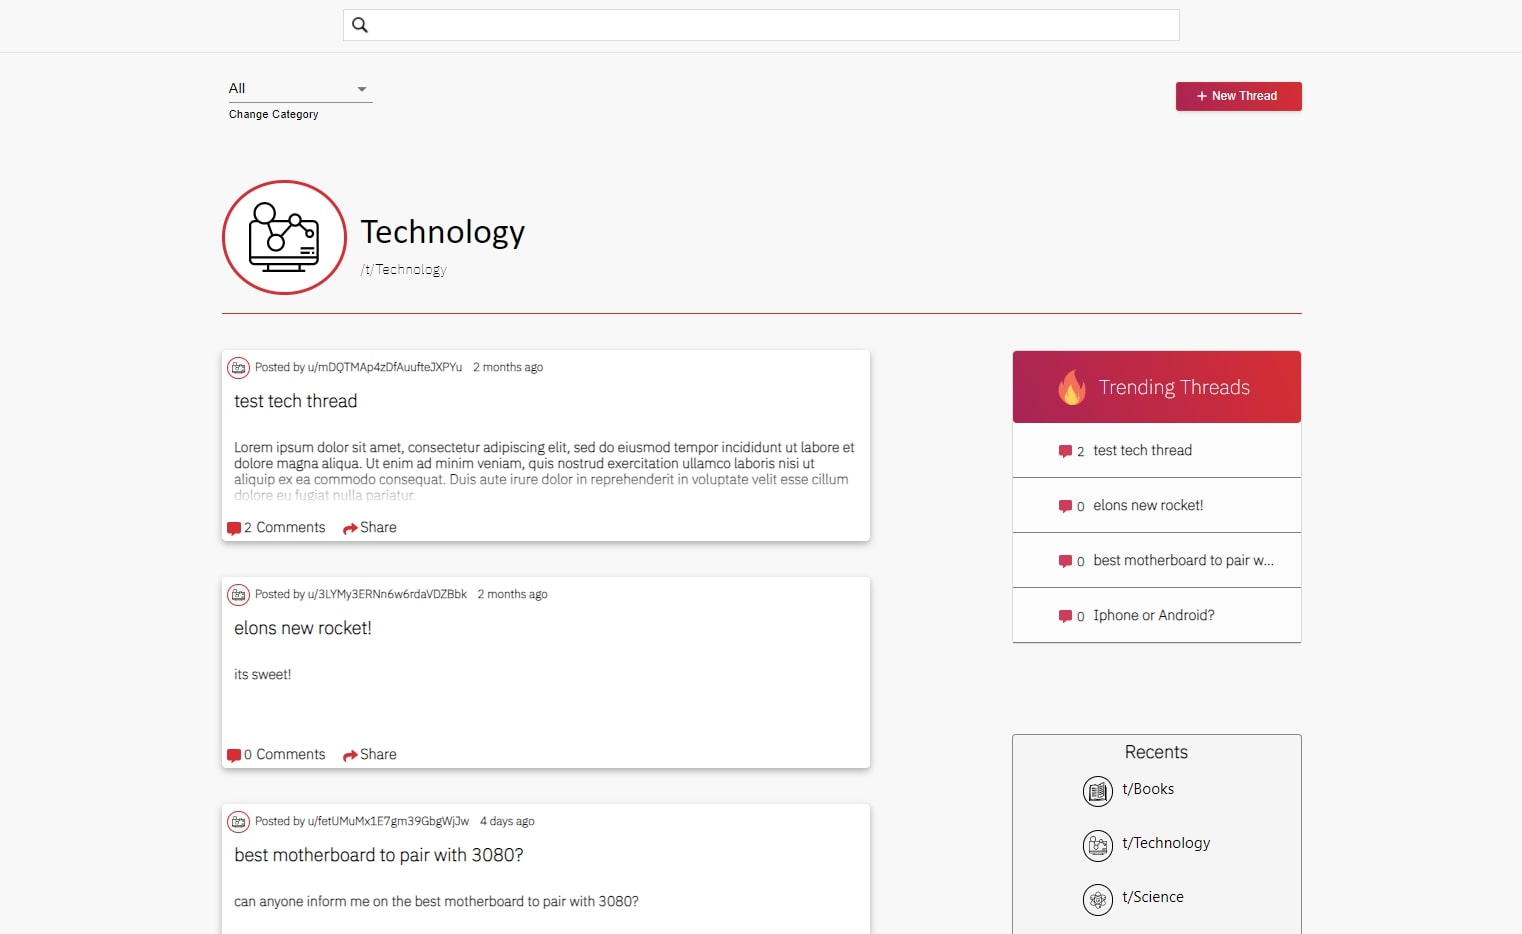 All
Change Category
+ New Thread
Technology
/t/Technology
Posted by u/mDQTMAp4zDfAuufteJXPYu 2 months ago
test tech thread
Lorem ipsum dolor sit amet, consectetur adipiscing elit, sed do eiusmod tempor incididunt ut labore et
dolore magna aliqua. Ut enim ad minim veniam, quis nostrud exercitation ullamco laboris nisi ut
aliquip ex ea commodo consequat. Duis aute irure dolor in reprehenderit in voluptate velit esse cillum
dolore eu fugiat nulla pariatur.
2 Comments Share
Posted by u/3LYMy3ERNn6w6rdaVDZBbk 2 months ago
elons new rocket!
its sweet!
0 Comments Share
Posted by u/fetUMuMx1E7gm39GbgWjJw 4 days ago
best motherboard to pair with 3080?
can anyone inform me on the best motherboard to pair with 3080?
Trending Threads
2 test tech thread
0 elons new rocket!
0 best motherboard to pair w...
0 Iphone or Android?
Recents
t/Books
t/Technology
t/Science